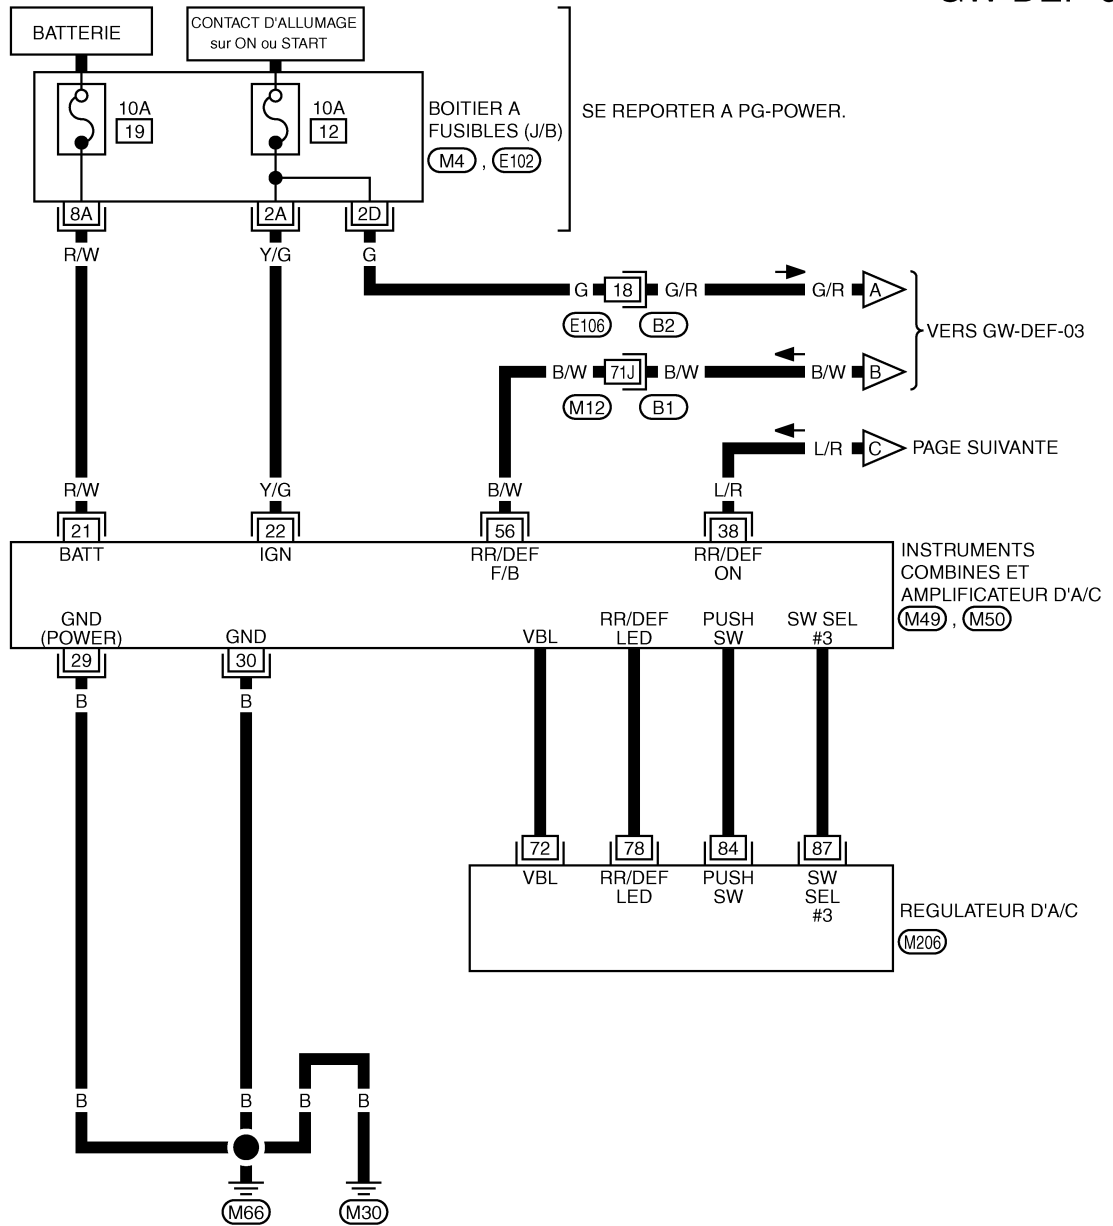 BATTERIE
CONTACT D'ALLUMAGE
sur ON ou START
10A
19
10A
12
BOITIER A
FUSIBLES (J/B)
M4 , E102
SE REPORTER A PG-POWER.
8A
2A
2D
R/W
Y/G
G
G
18
G/R
G/R
A
E106
B2
VERS GW-DEF-03
B/W
71J
B/W
B/W
B
M12
B1
L/R
C
PAGE SUIVANTE
R/W
Y/G
B/W
L/R
21
22
56
38
BATT
IGN
RR/DEF
F/B
RR/DEF
ON
INSTRUMENTS
COMBINES ET
AMPLIFICATEUR D'A/C
M49 , M50
GND
(POWER)
GND
VBL
RR/DEF
LED
PUSH
SW
SW SEL
#3
29
30
B
B
72
78
84
87
VBL
RR/DEF
LED
PUSH
SW
SW
SEL
#3
REGULATEUR D'A/C
M206
B
B
B
B
M66
M30